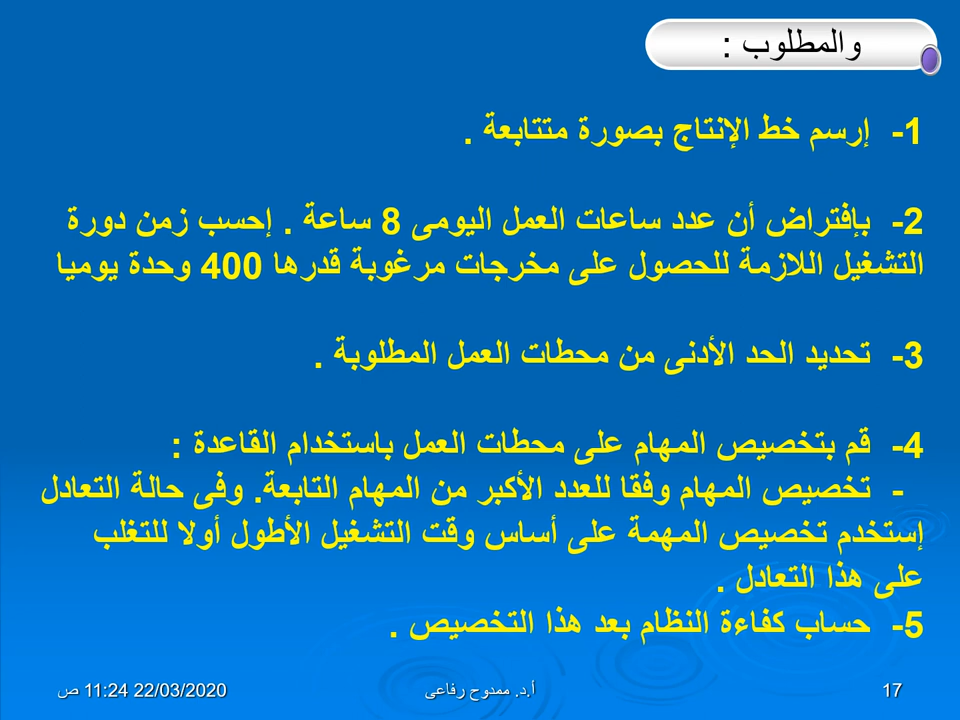 والمطلوب :
1- إرسم خط الإنتاج بصورة متتابعة .
2- بإفتراض أن عدد ساعات العمل اليومى 8 ساعة . إحسب زمن دورة
التشغيل اللازمة للحصول على مخرجات مرغوبة قدرها 400 وحدة يوميا
3- تحديد الحد الأدنى من محطات العمل المطلوبة .
4- قم بتخصيص المهام على محطات العمل باستخدام القاعدة :
- تخصيص المهام وفقا للعدد الأكبر من المهام التابعة. وفى حالة التعادل
إستخدم تخصيص المهمة على أساس وقت التشغيل الأطول أولا للتغلب
على هذا التعادل .
5- حساب كفاءة النظام بعد هذا التخصيص .
17 أ.د. ممدوح رفاعى 22/03/2020 11:24 ص